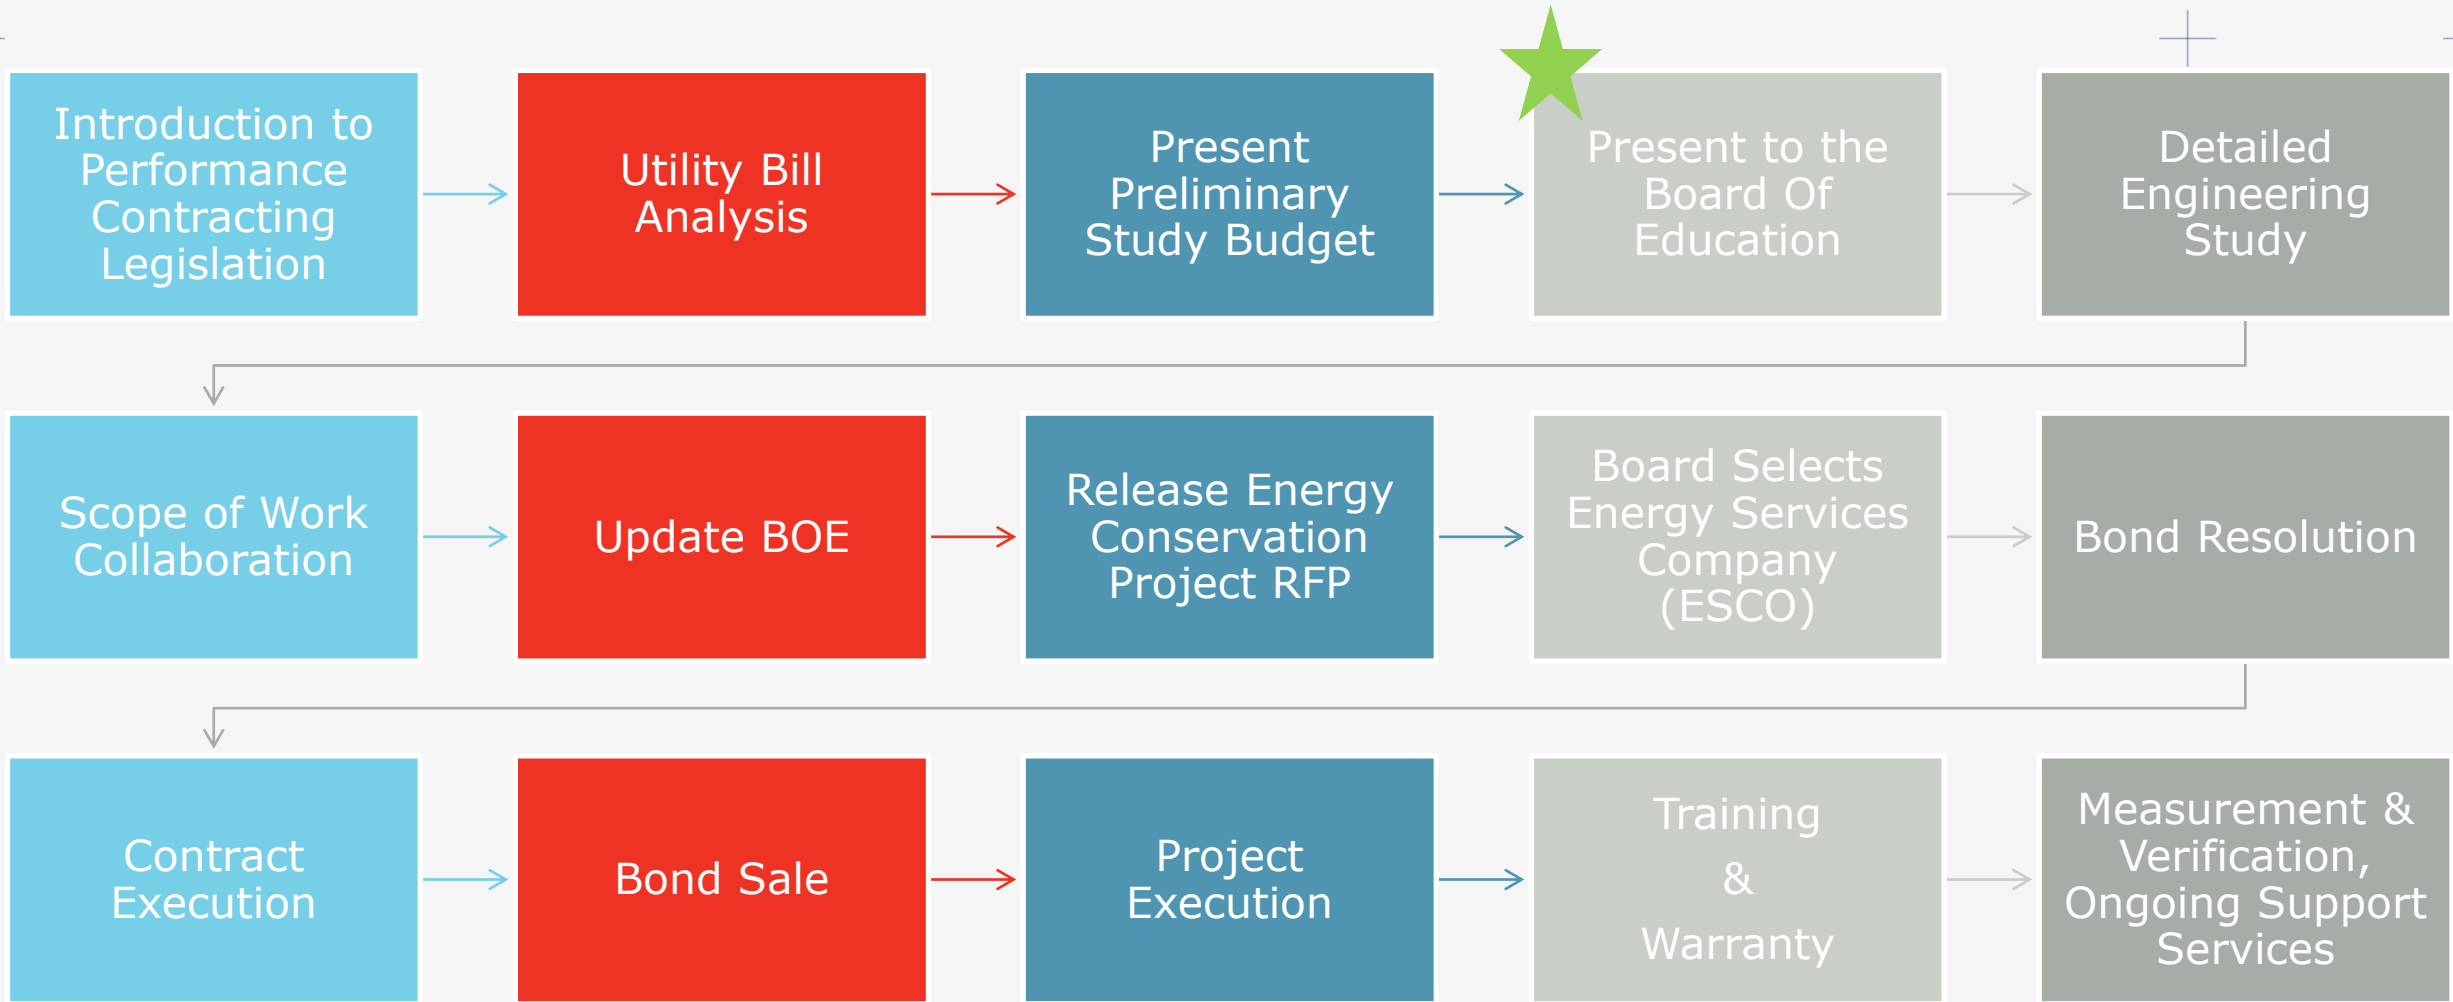 Introduction to
Performance
Contracting
Legislation
Utility Bill
Analysis
Present
Preliminary
Study Budget
Present to the
Board Of
Education
Detailed
Engineering
Study
Scope of Work
Collaboration
Update BOE
Release Energy
Conservation
Project RFP
Board Selects
Energy Services
Company
(ESCO)
Bond Resolution
Contract
Execution
Bond Sale
Project
Execution
Training
&
Warranty
Measurement &
Verification,
Ongoing Support
Services